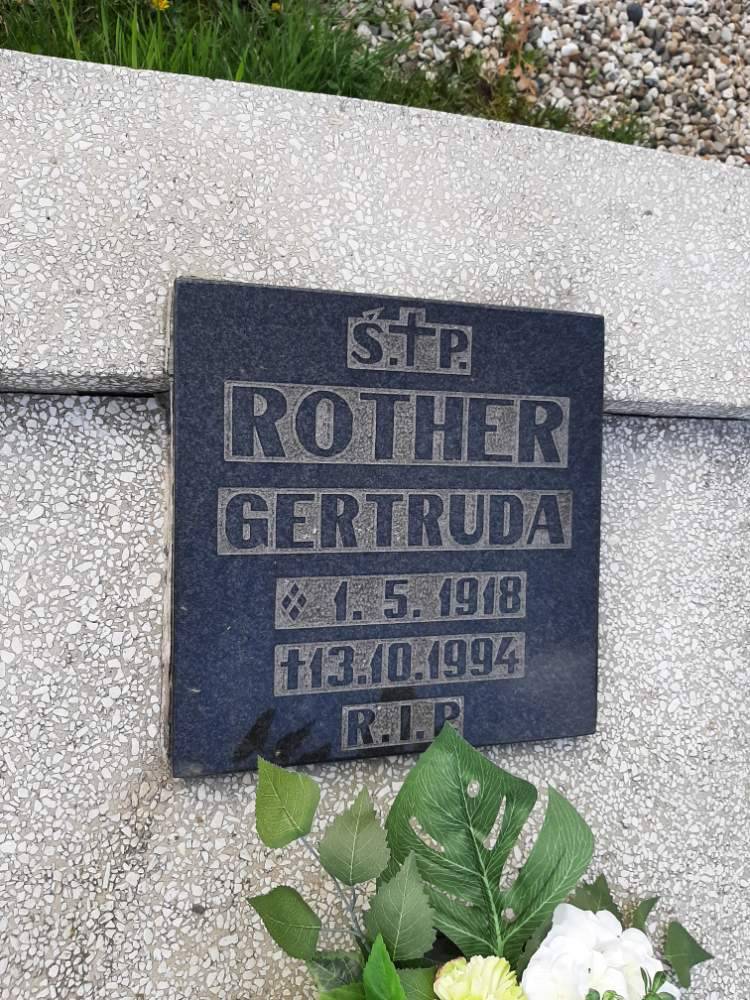 Ś.†P.
ROTHER
GERTRUDA
1. 5. 1918
†13.10.1994
R.I.P